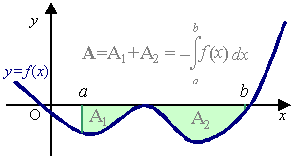 y
A=A₁+A₂ = -∫ₐᵇ f(x) dx
y=f(x)
a
b
O
A₁
A₂
x